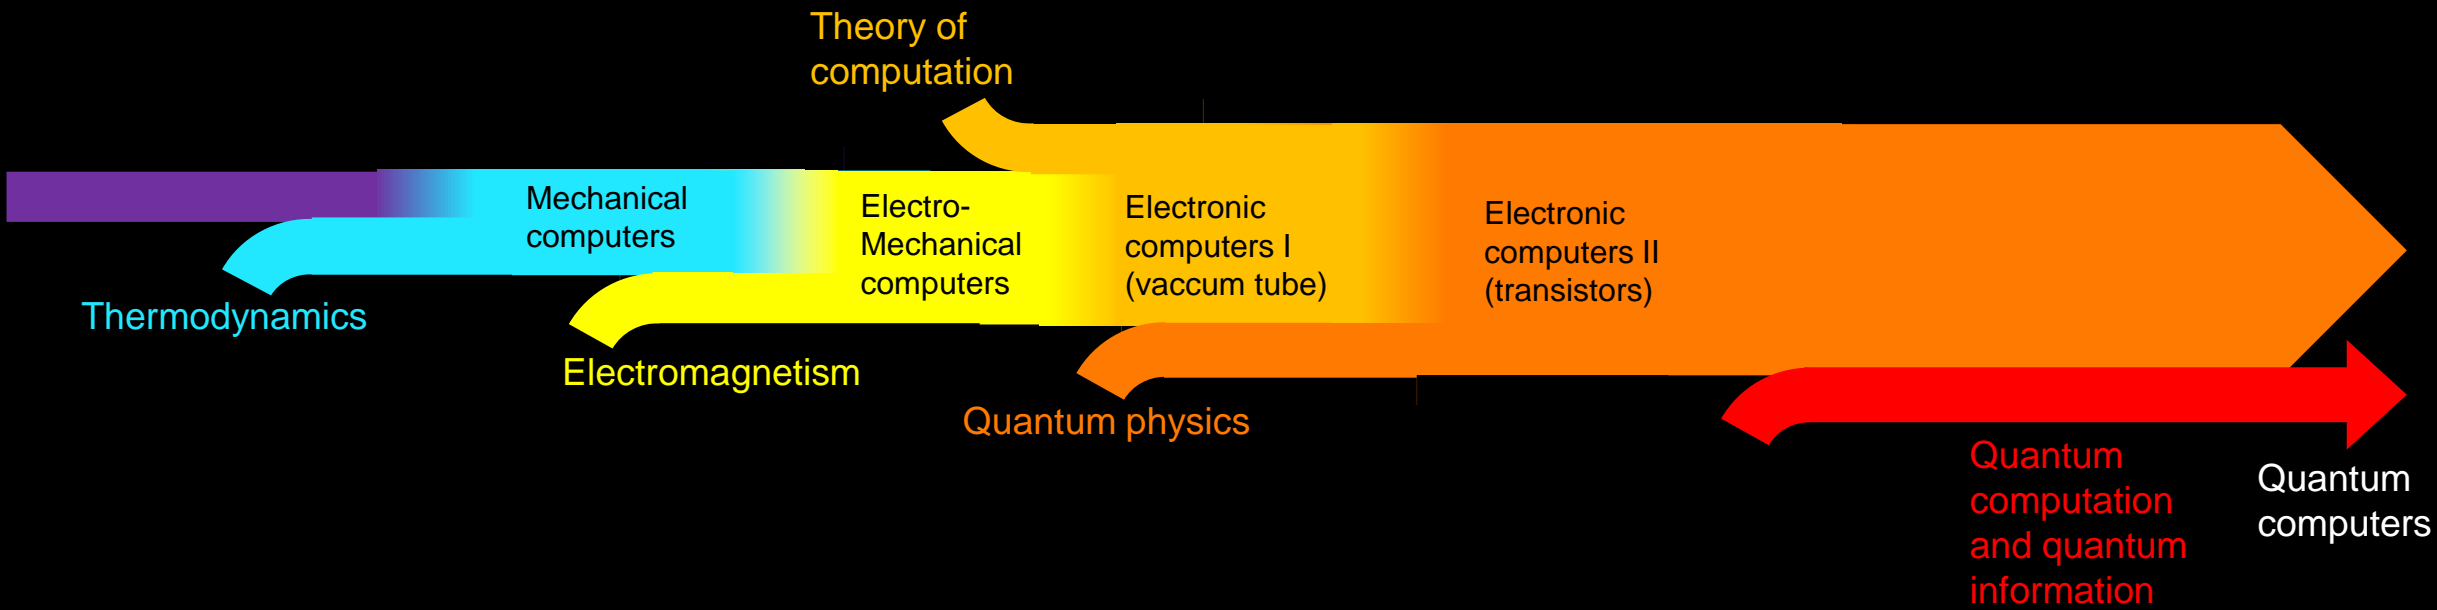 Theory of
computation
Mechanical
computers
Electro-
Mechanical
computers
Electronic
computers I
(vaccum tube)
Electronic
computers II
(transistors)
Thermodynamics
Electromagnetism
Quantum physics
Quantum
computation
and quantum
information
Quantum
computers